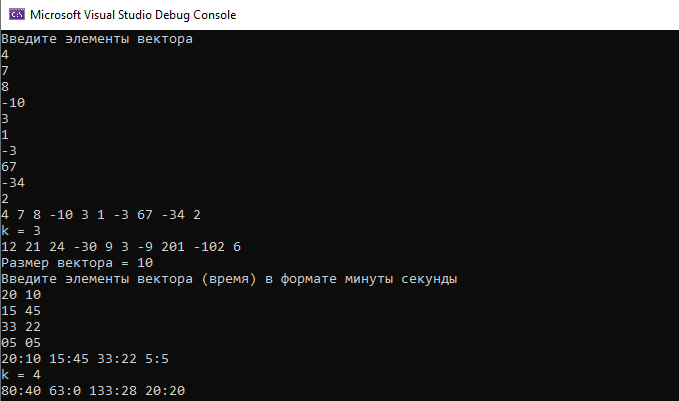 Microsoft Visual Studio Debug Console
Введите элементы вектора
4
7
8
-10
3
1
-3
67
-34
2
4 7 8 -10 3 1 -3 67 -34 2
k = 3
12 21 24 -30 9 3 -9 201 -102 6
Размер вектора = 10
Введите элементы вектора (время) в формате минуты секунды
20 10
15 45
33 22
05 05
20:10 15:45 33:22 5:5
k = 4
80:40 63:0 133:28 20:20